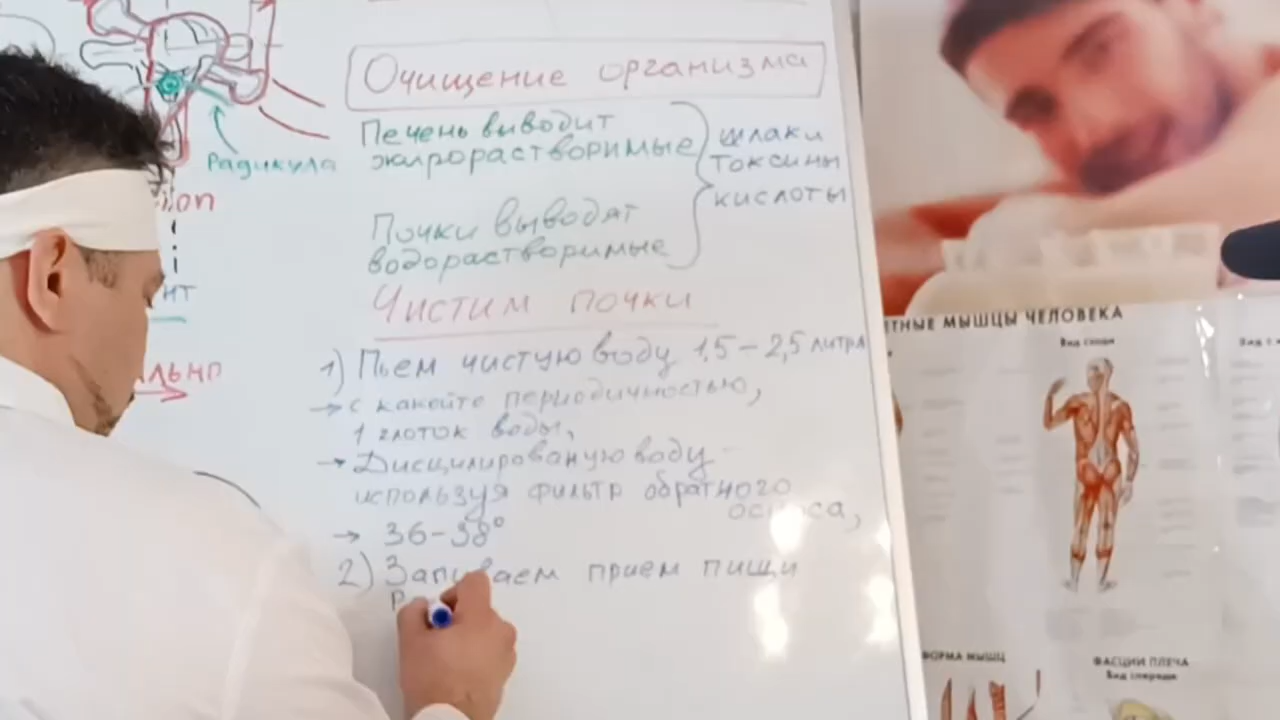 Радикула
Очищение организма
Печень выводит
жирорастворимые
Почки выводят
водорастворимые
шлаки
токсины
кислоты
Чистим почки
1) Пьем чистую воду 1,5 – 2,5 литра
→ с какойто периодичностью,
1 глоток воды,
→ Дисцилированую воду
используя фильтр обратного
осмоса,
→ 36-38°
2) Запиваем прием пищи
ЕТНЫЕ МЫШЦЫ ЧЕЛОВЕКА
Вид сзади
ФОРМА МЫШЦ
ФАСЦИИ ПЛЕЧА
Вид спереди